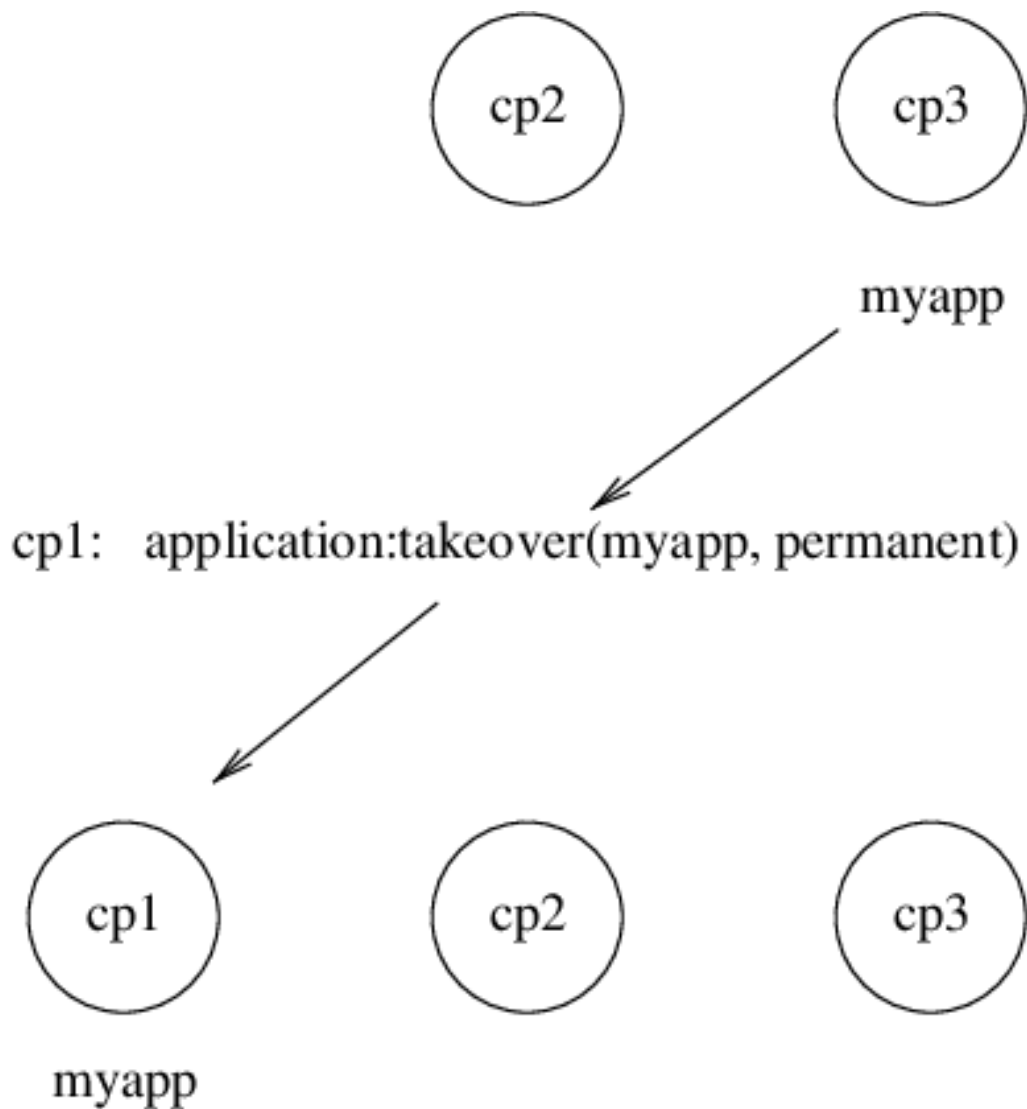 cp2 cp3
myapp
cp1: application:takeover(myapp, permanent)
cp1 cp2 cp3
myapp